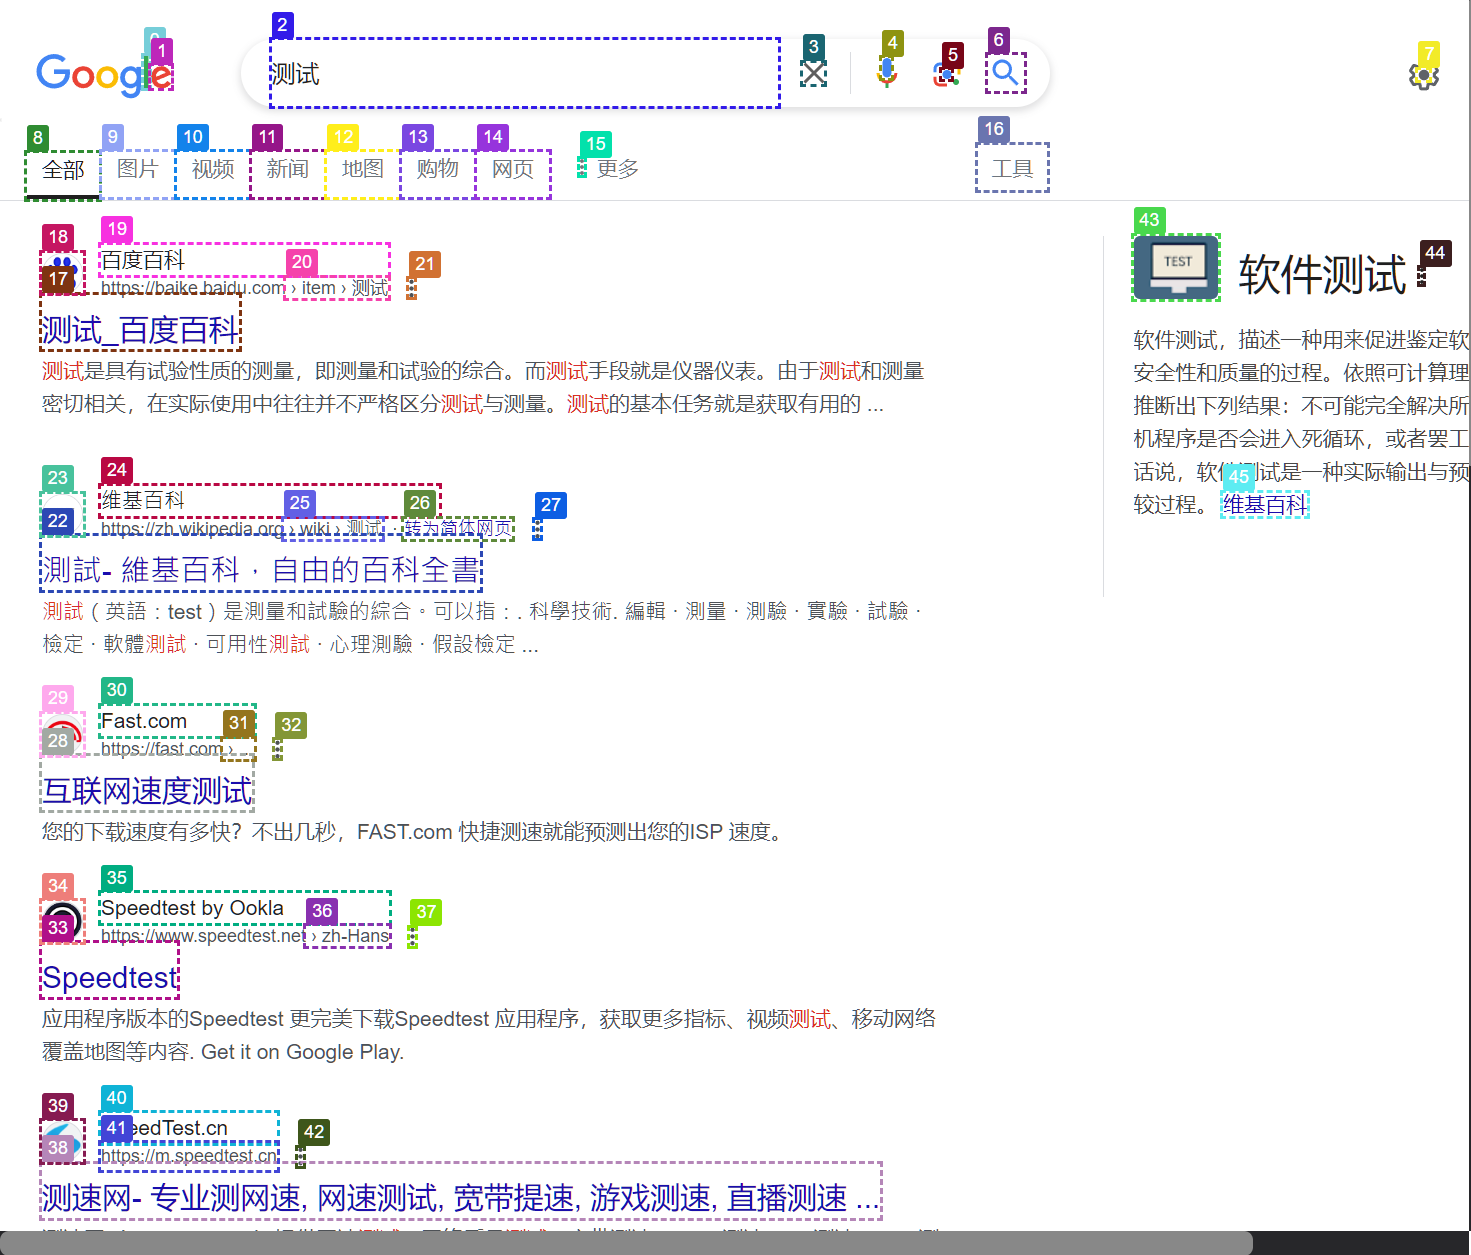 Google
测试
全部 图片 视频 新闻 地图 购物 网页 更多 工具
0 1 2 3 4 5 6 7
8 9 10 11 12 13 14 15 16
18 19 20 21
17
百度百科
https://baike.baidu.com › item › 测试
测试_百度百科
测试是具有试验性质的测量，即测量和试验的综合。而测试手段就是仪器仪表。由于测试和测量
密切相关，在实际使用中往往并不严格区分测试与测量。测试的基本任务就是获取有用的 ...
23 24 25 26 27
22
维基百科
https://zh.wikipedia.org › wiki › 测试 · 转为简体网页
測試- 維基百科，自由的百科全書
測試（英語：test）是測量和試驗的綜合。可以指：. 科學技術. 編輯 · 測量 · 測驗 · 實驗 · 試驗 ·
檢定 · 軟體測試 · 可用性測試 · 心理測驗 · 假設檢定 ...
29 30 31 32
28
Fast.com
https://fast.com ›
互联网速度测试
您的下载速度有多快？不出几秒，FAST.com 快捷测速就能预测出您的ISP 速度。
34 35 36 37
33
Speedtest by Ookla
https://www.speedtest.net › zh-Hans
Speedtest
应用程序版本的Speedtest 更完美下载Speedtest 应用程序，获取更多指标、视频测试、移动网络
覆盖地图等内容. Get it on Google Play.
39 40 42
38 41
eedTest.cn
https://m.speedtest.cn
测速网- 专业测网速, 网速测试, 宽带提速, 游戏测速, 直播测速 ...
43 44
TEST
软件测试
软件测试，描述一种用来促进鉴定软
安全性和质量的过程。依照可计算理
推断出下列结果：不可能完全解决所
机程序是否会进入死循环，或者罢工
话说，软件测试是一种实际输出与预
45
较过程。 维基百科